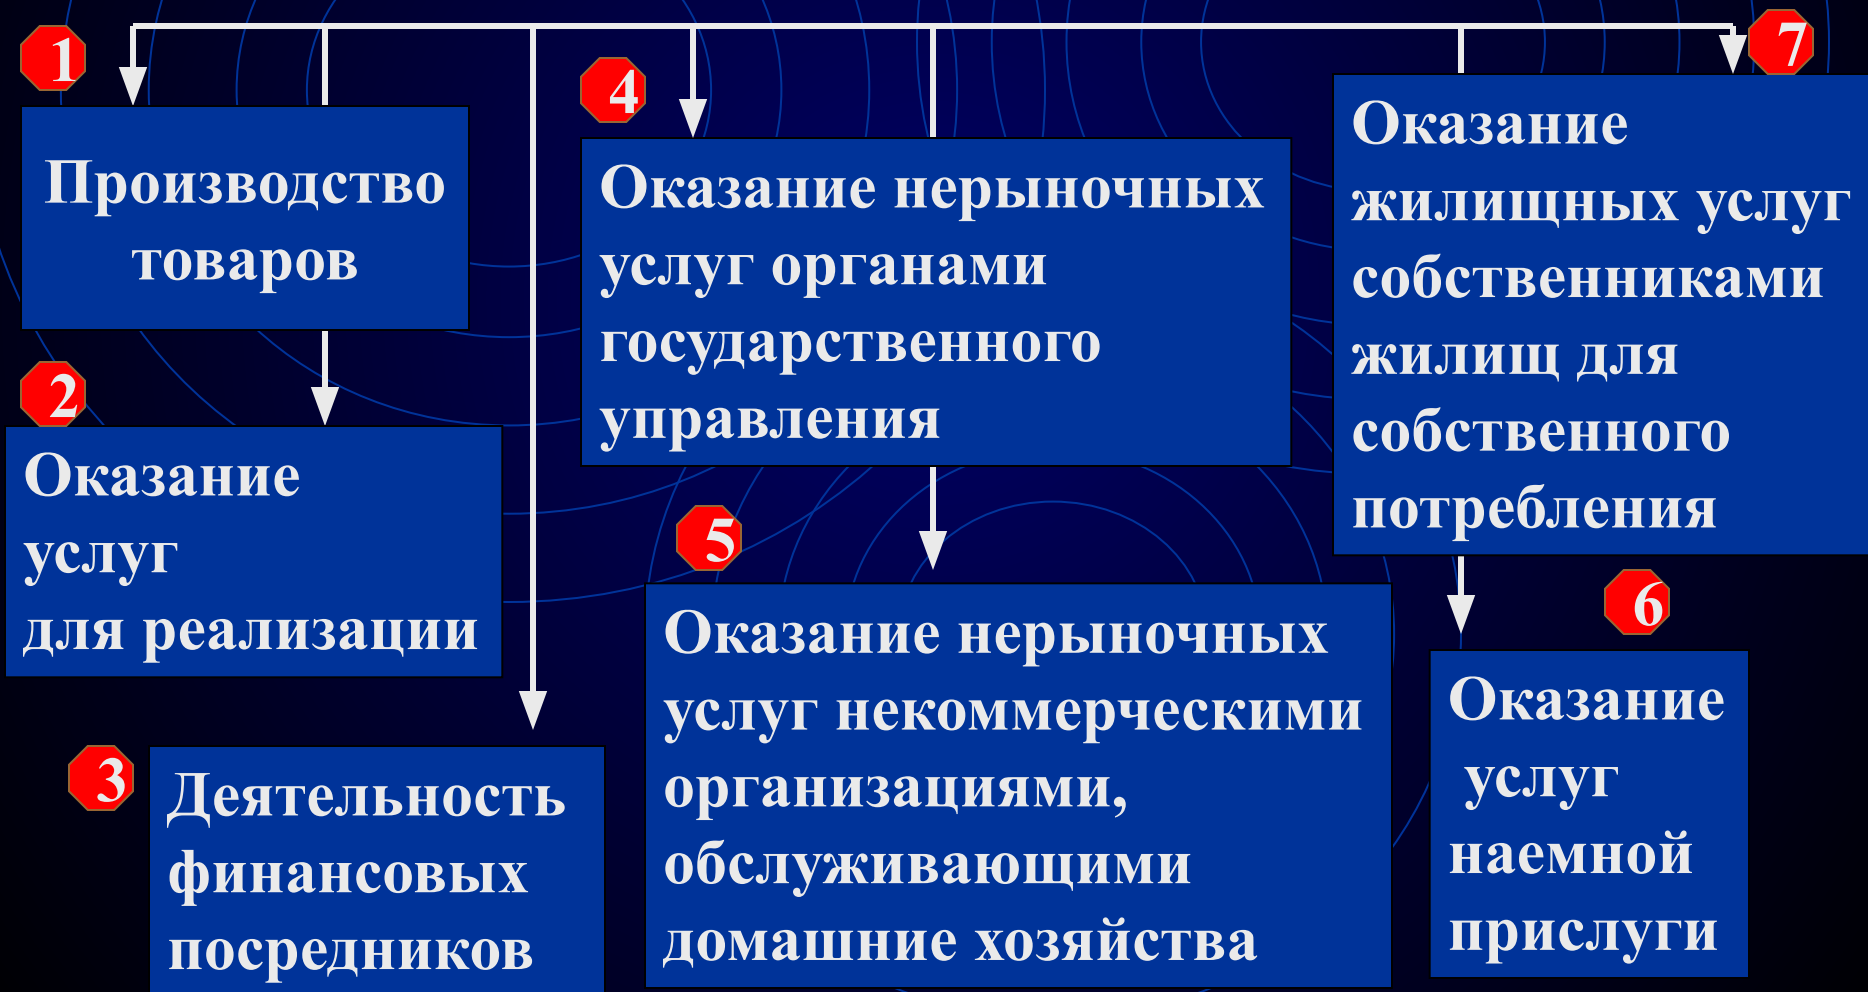 1
Производство
товаров
2
Оказание
услуг
для реализации
3
Деятельность
финансовых
посредников
4
Оказание нерыночных
услуг органами
государственного
управления
5
Оказание нерыночных
услуг некоммерческими
организациями,
обслуживающими
домашние хозяйства
7
Оказание
жилищных услуг
собственниками
жилищ для
собственного
потребления
6
Оказание
услуг
наемной
прислуги